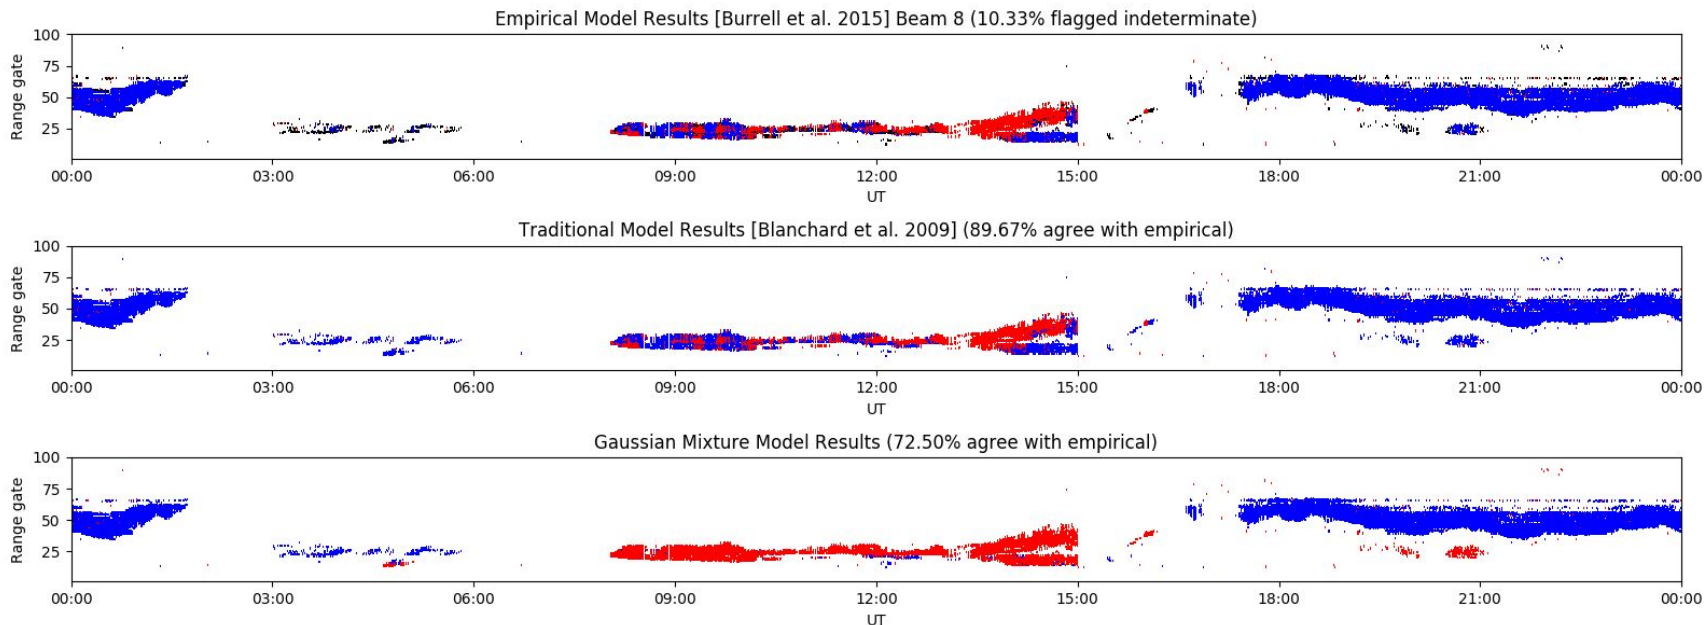 Empirical Model Results [Burrell et al. 2015] Beam 8 (10.33% flagged indeterminate)
100
75
50
25
Range gate
00:00 03:00 06:00 09:00 12:00 15:00 18:00 21:00 00:00
UT
Traditional Model Results [Blanchard et al. 2009] (89.67% agree with empirical)
100
75
50
25
Range gate
00:00 03:00 06:00 09:00 12:00 15:00 18:00 21:00 00:00
UT
Gaussian Mixture Model Results (72.50% agree with empirical)
100
75
50
25
Range gate
00:00 03:00 06:00 09:00 12:00 15:00 18:00 21:00 00:00
UT